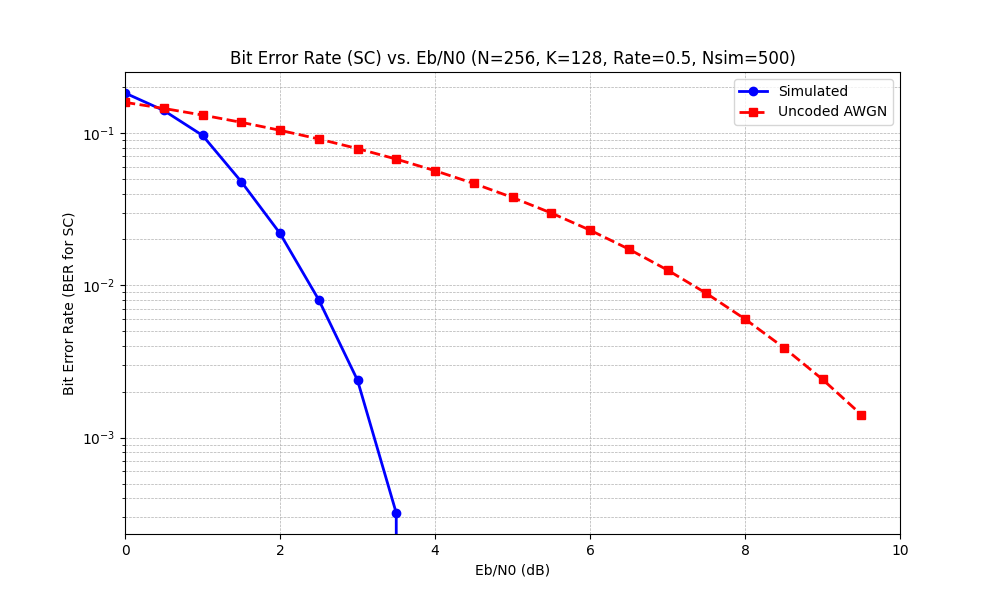 Bit Error Rate (SC) vs. Eb/N0 (N=256, K=128, Rate=0.5, Nsim=500)
Simulated
Uncoded AWGN
Bit Error Rate (BER for SC)
10⁻¹
10⁻²
10⁻³
0 2 4 6 8 10
Eb/N0 (dB)